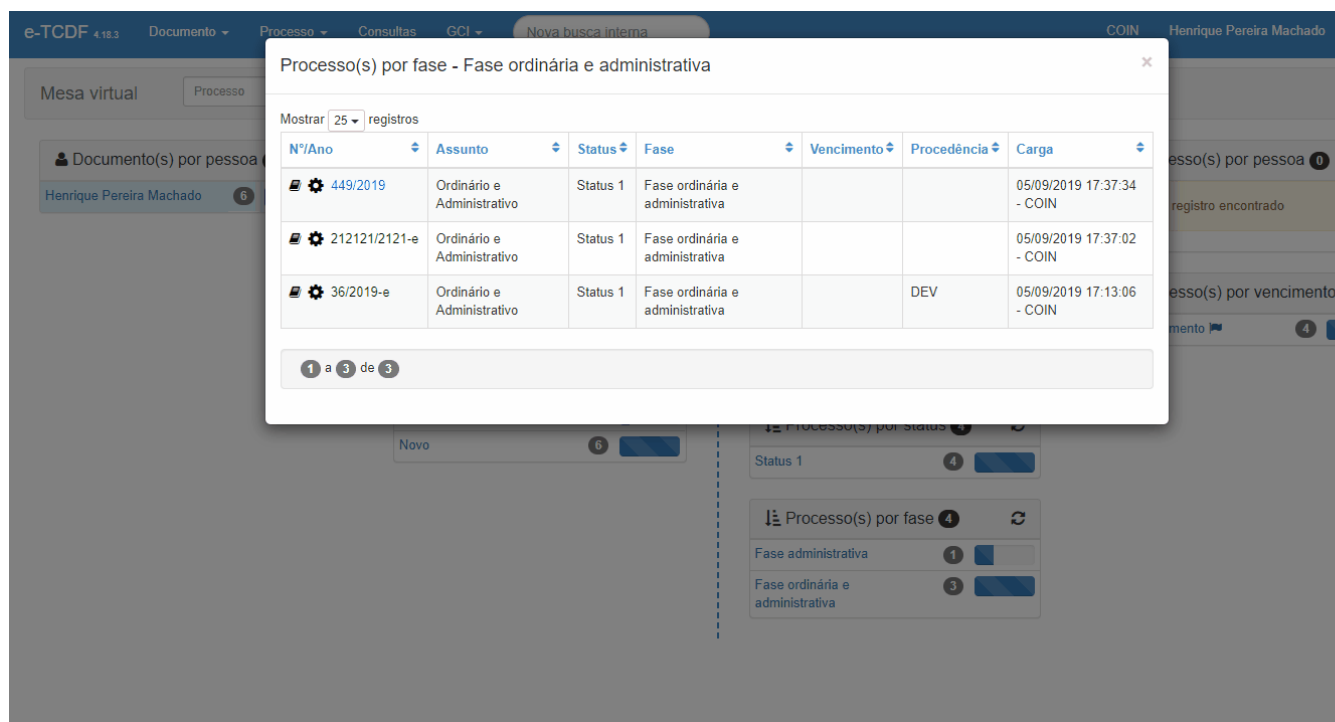 e-TCDF 4.18.3 Documento Processo Consultas GCI Nova busca interna COIN Henrique Pereira Machado
Processo(s) por fase - Fase ordinária e administrativa ×
Mesa virtual Processo
Mostrar 25 registros
Nº/Ano Assunto Status Fase Vencimento Procedência Carga
449/2019 Ordinário e Status 1 Fase ordinária e 05/09/2019 17:37:34
Administrativo administrativa - COIN
212121/2121-e Ordinário e Status 1 Fase ordinária e 05/09/2019 17:37:02
Administrativo administrativa - COIN
36/2019-e Ordinário e Status 1 Fase ordinária e DEV 05/09/2019 17:13:06
Administrativo administrativa - COIN
1 a 3 de 3
Documento(s) por pessoa
Henrique Pereira Machado 6
esso(s) por pessoa 0
registro encontrado
esso(s) por vencimento
mento 4
Novo 6
Processo(s) por status 4
Status 1 4
Processo(s) por fase 4
Fase administrativa 1
Fase ordinária e 3
administrativa